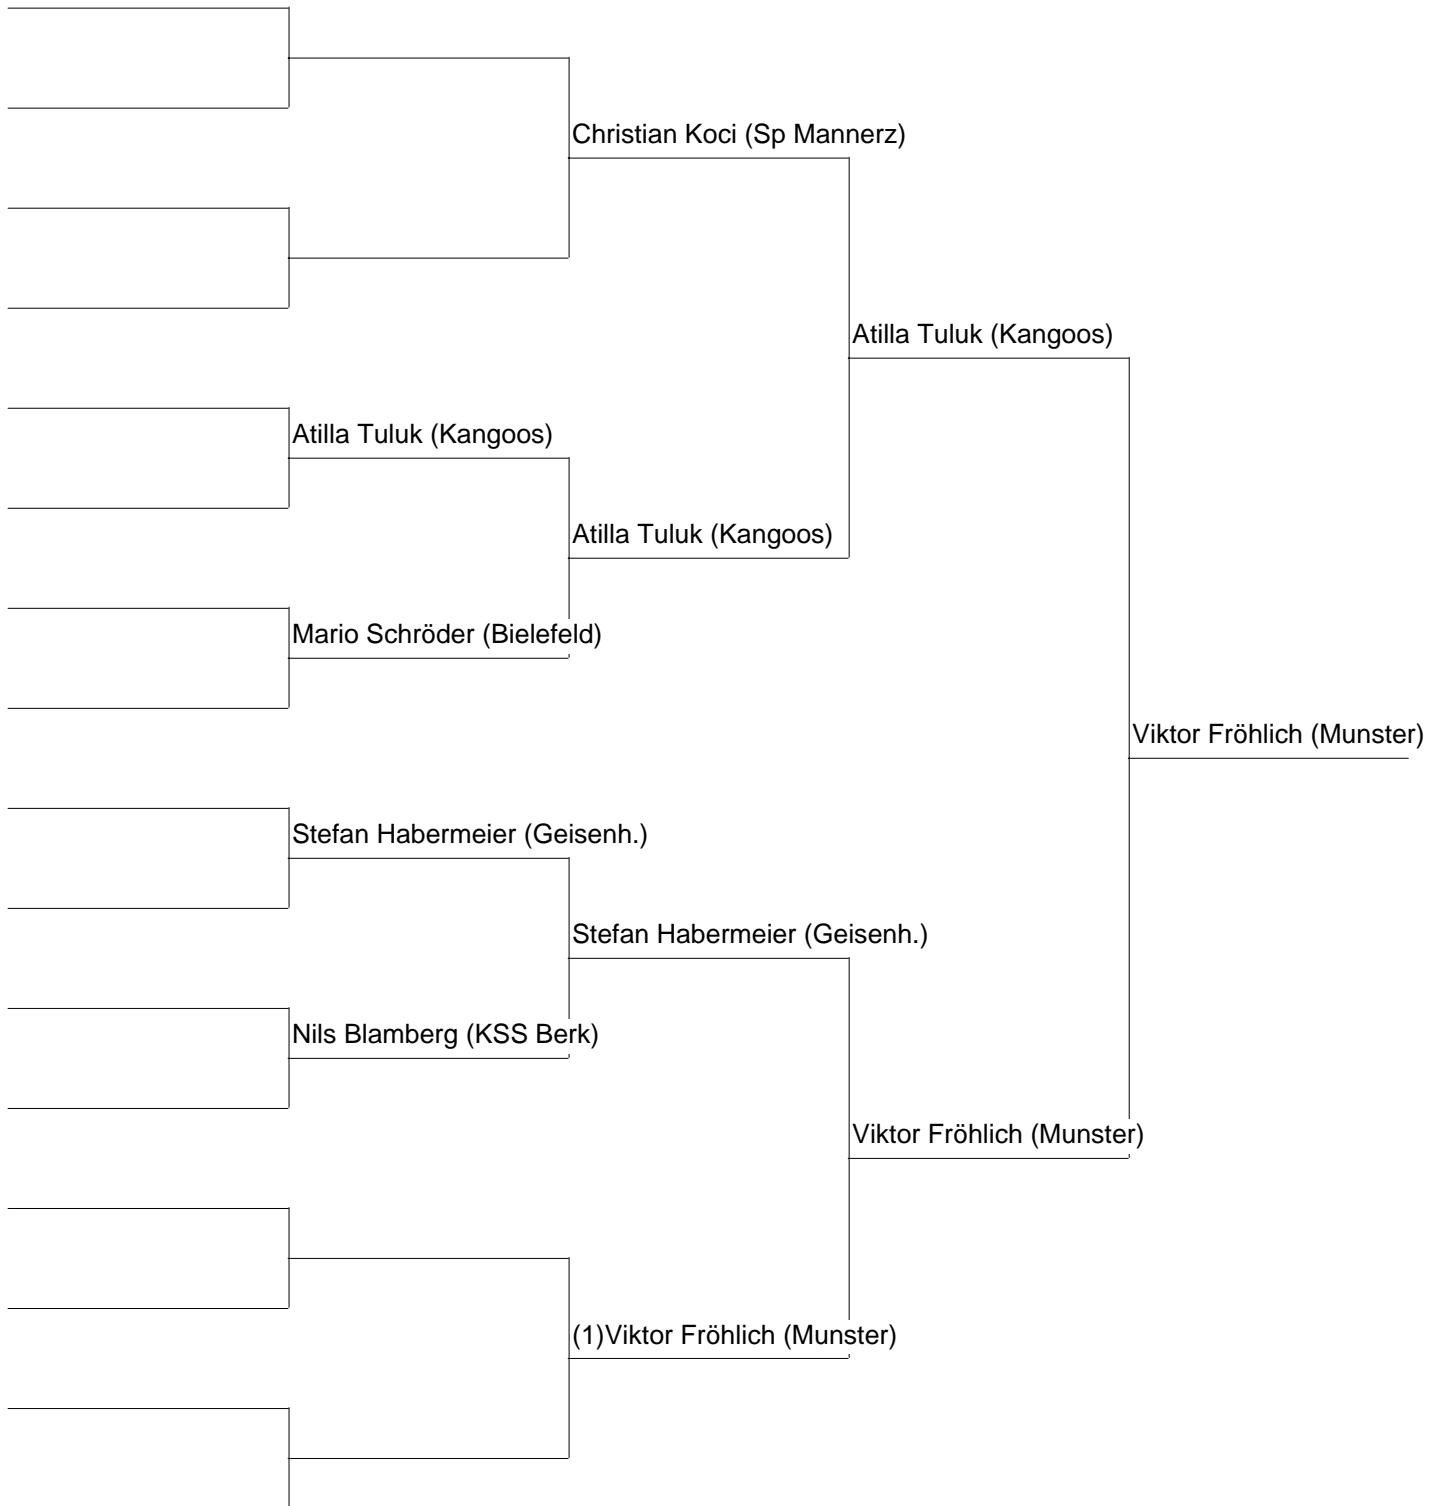 Christian Koci (Sp Mannerz)
Atilla Tuluk (Kangoos)
Atilla Tuluk (Kangoos)
Atilla Tuluk (Kangoos)
Mario Schröder (Bielefeld)
Viktor Fröhlich (Munster)
Stefan Habermeier (Geisenh.)
Stefan Habermeier (Geisenh.)
Nils Blamberg (KSS Berk)
Viktor Fröhlich (Munster)
(1)Viktor Fröhlich (Munster)